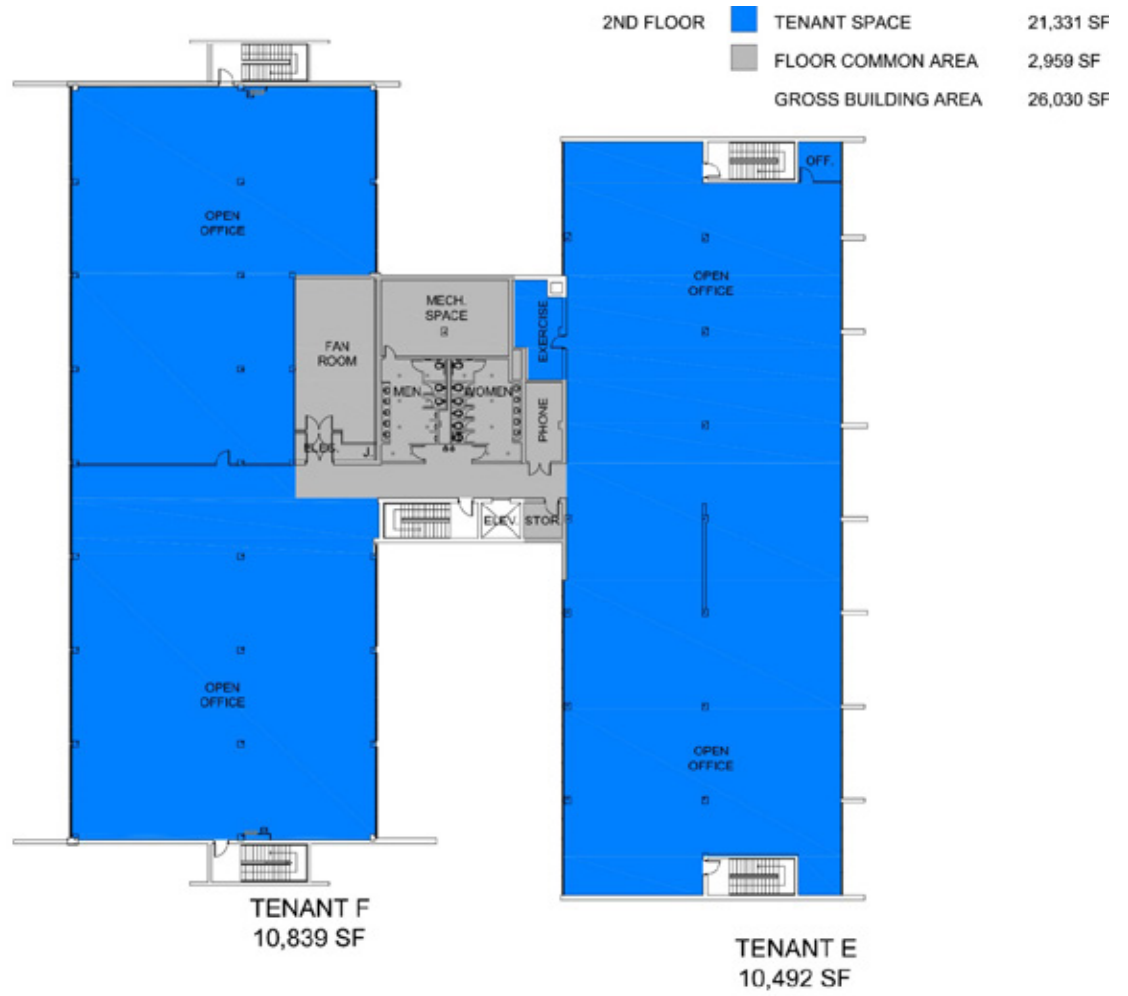 2ND FLOOR TENANT SPACE 21,331 SF
FLOOR COMMON AREA 2,959 SF
GROSS BUILDING AREA 26,030 SF
OFF.
OPEN
OFFICE
OPEN
OFFICE
MECH.
SPACE
EXERCISE
FAN
ROOM
MEN
WOMEN
PHONE
ELEC.
J.
ELEV.
STOR.
OPEN
OFFICE
OPEN
OFFICE
TENANT F
10,839 SF
TENANT E
10,492 SF